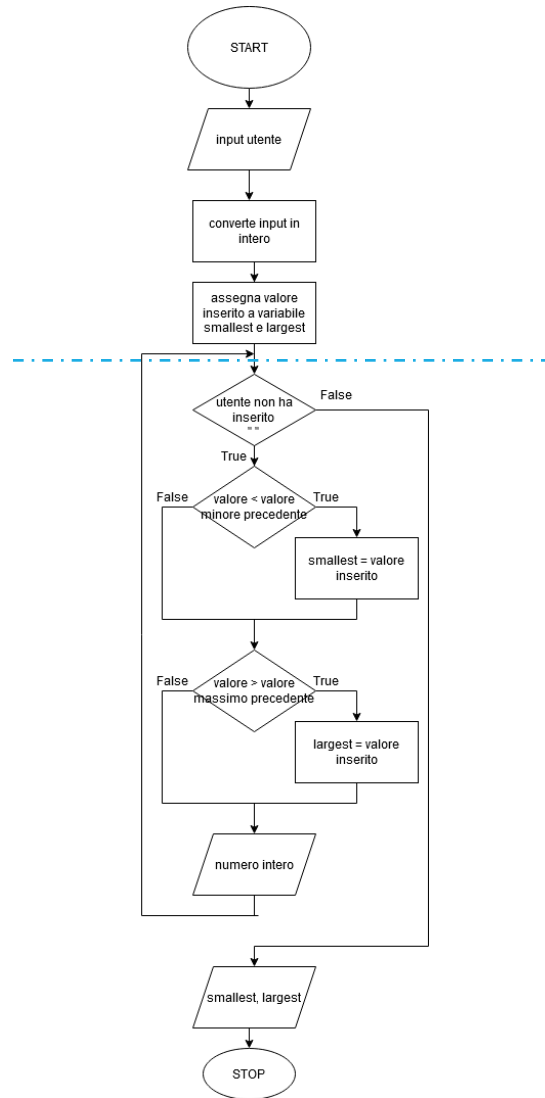 START
input utente
converte input in
intero
assegna valore
inserito a variabile
smallest e largest
utente non ha
inserito
" "
False
True
valore < valore
minore precedente
False
True
smallest = valore
inserito
valore > valore
massimo precedente
False
True
largest = valore
inserito
numero intero
smallest, largest
STOP